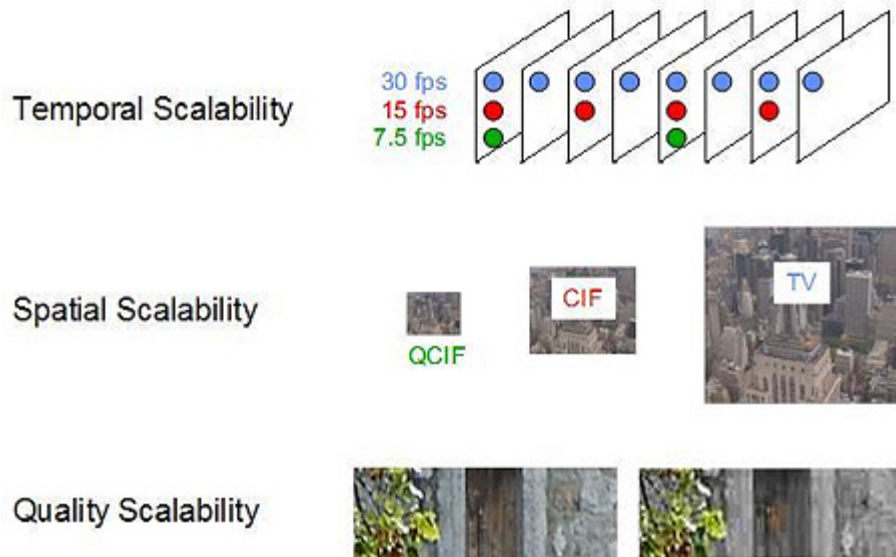 30 fps
Temporal Scalability
15 fps
7.5 fps
Spatial Scalability
CIF
TV
QCIF
Quality Scalability